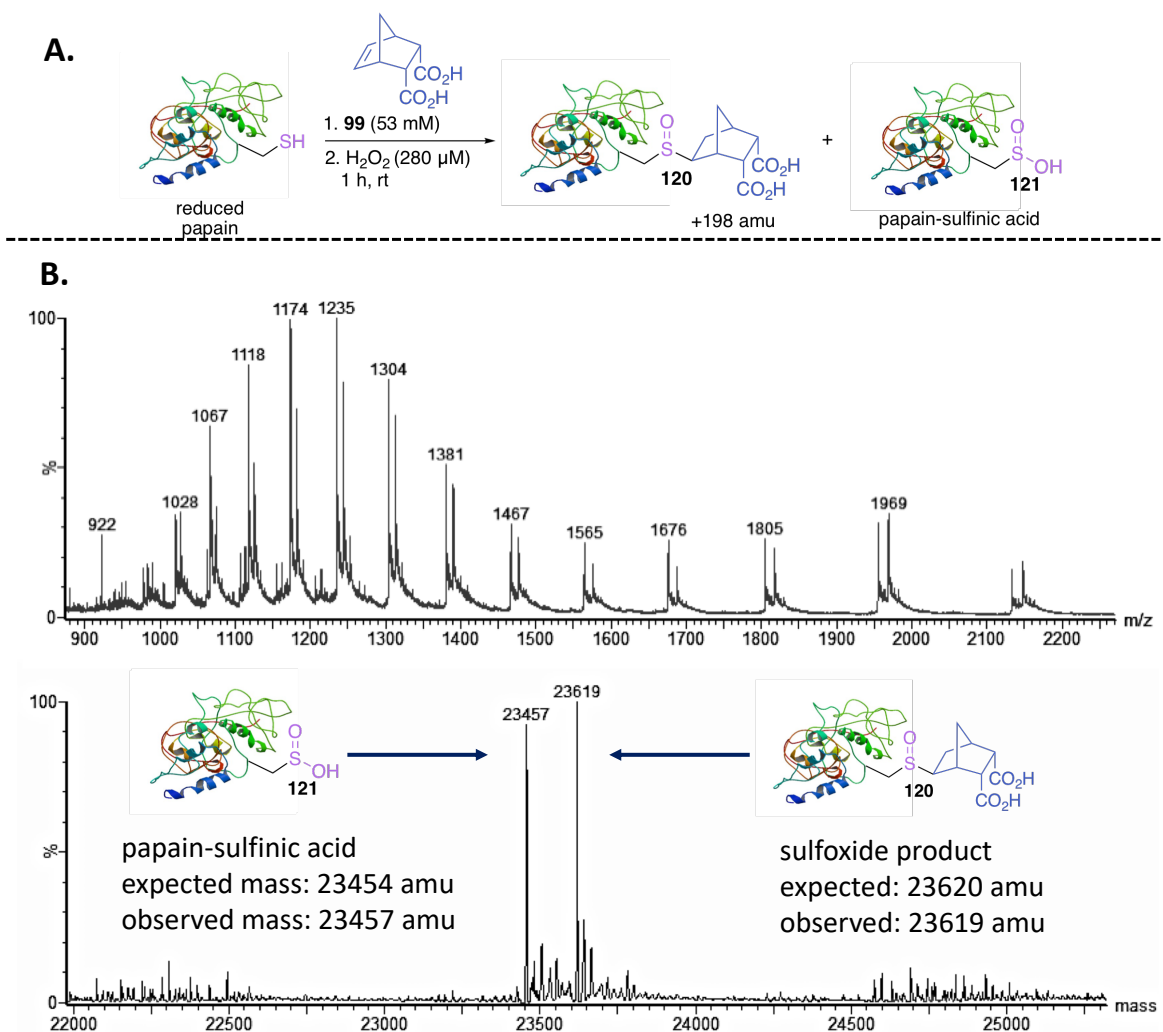 A.
CO₂H
CO₂H
1. 99 (53 mM)
2. H₂O₂ (280 µM)
1 h, rt
SH
reduced
papain
O
S
120
CO₂H
CO₂H
+198 amu
+
O
S
OH
121
papain-sulfinic acid
B.
100
%
0
922
1028
1067
1118
1174
1235
1304
1381
1467
1565
1676
1805
1969
900
1000
1100
1200
1300
1400
1500
1600
1700
1800
1900
2000
2100
2200
m/z
100
%
0
23457
23619
O
S
OH
121
papain-sulfinic acid
expected mass: 23454 amu
observed mass: 23457 amu
O
S
120
CO₂H
CO₂H
sulfoxide product
expected: 23620 amu
observed: 23619 amu
22000
22500
23000
23500
24000
24500
25000
mass